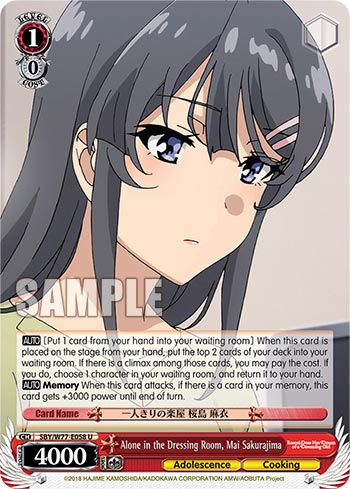 LEVEL
1
0
COST
SAMPLE
AUTO [Put 1 card from your hand into your waiting room] When this card is
placed on the stage from your hand, put the top 2 cards of your deck into your
waiting room. If there is a climax among those cards, you may pay the cost. If
you do, choose 1 character in your waiting room, and return it to your hand.
AUTO Memory When this card attacks, if there is a card in your memory, this
card gets +3000 power until end of turn.
Card Name
一人きりの楽屋 桜島 麻衣
CH SBY/W77-E058 U
4000
Alone in the Dressing Room, Mai Sakurajima
Adolescence
Cooking
©2018 HAJIME KAMOSHIDA/KADOKAWA CORPORATION AMW/AOBUTA Project